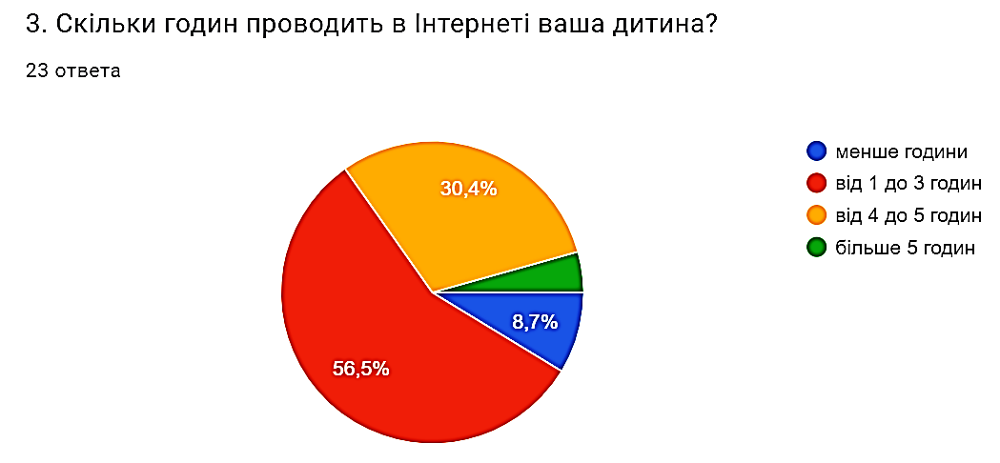 3. Скільки годин проводить в Інтернеті ваша дитина?
23 ответа
менше години
від 1 до 3 годин
від 4 до 5 годин
більше 5 годин
30,4%
8,7%
56,5%